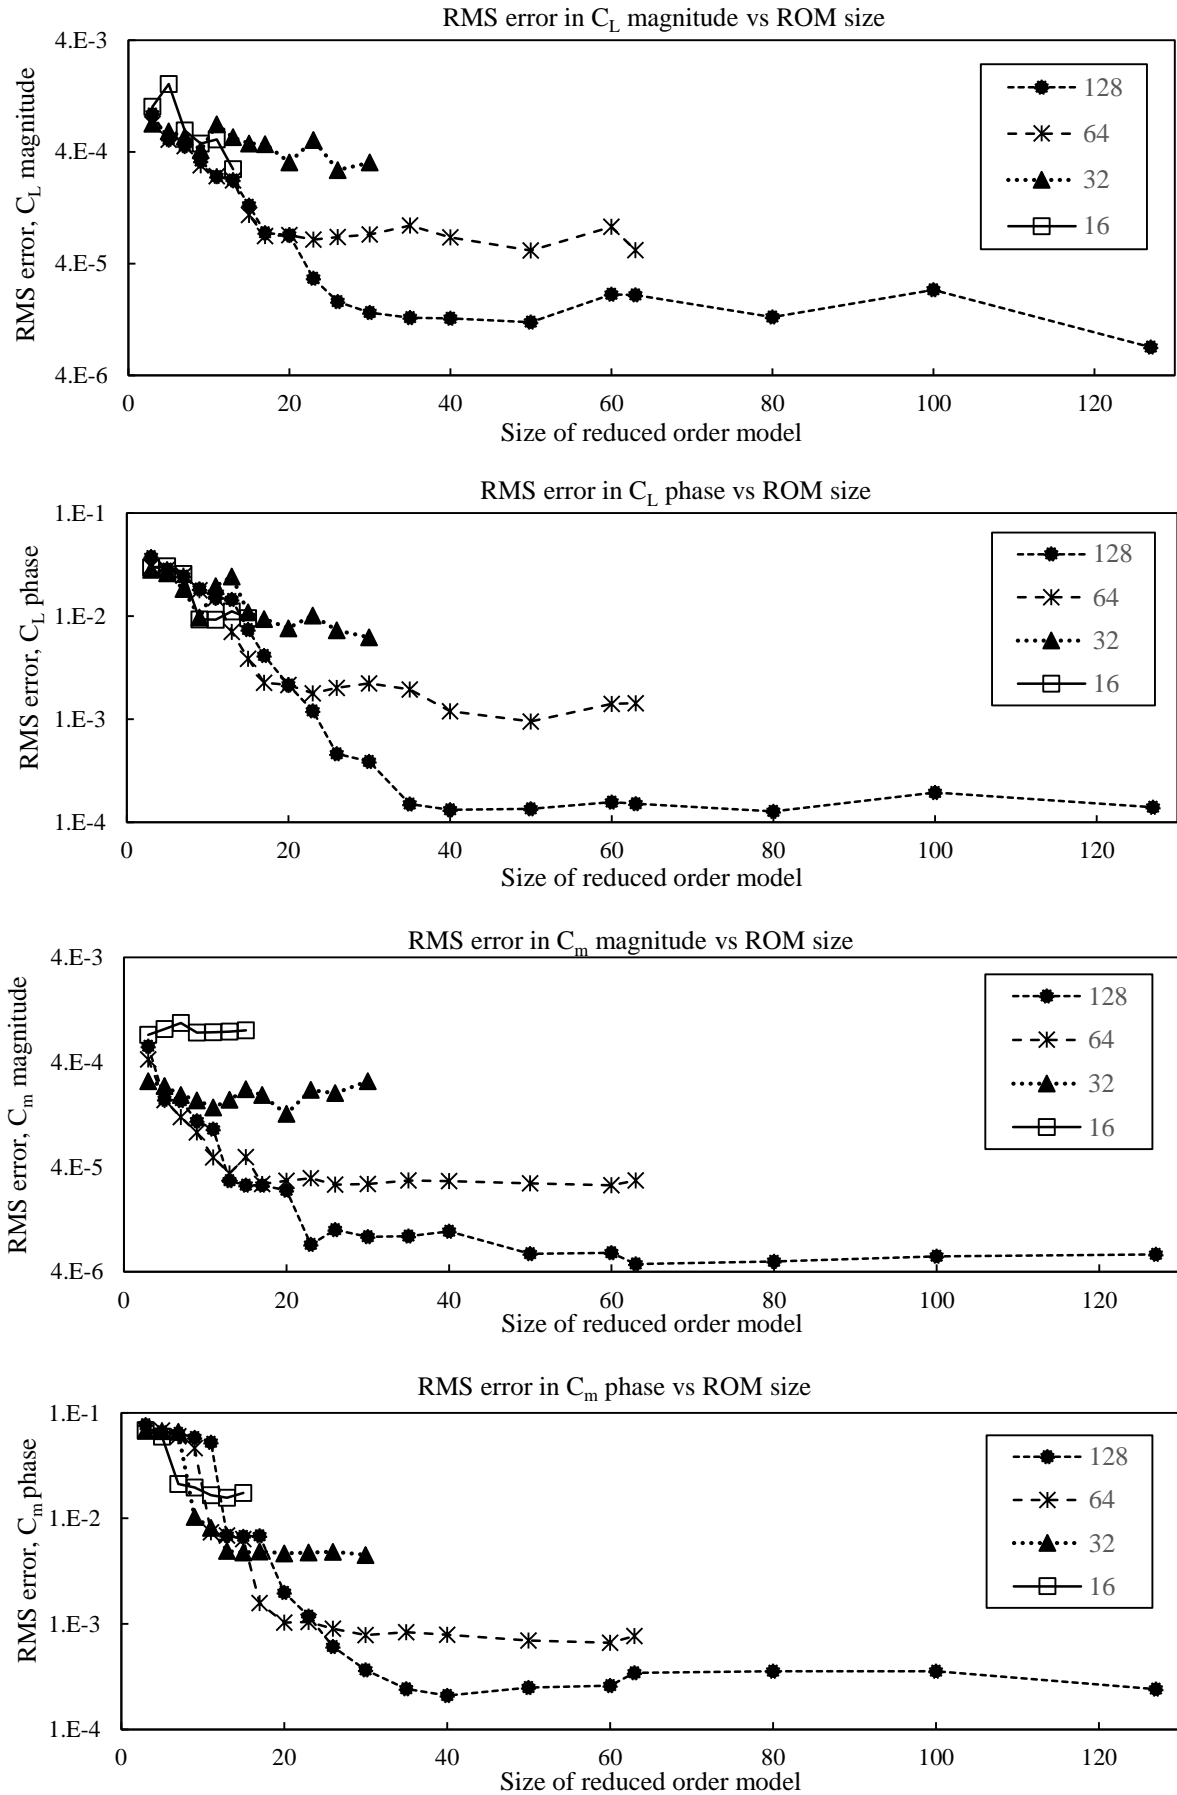 RMS error in C_L magnitude vs ROM size
4.E-3
4.E-4
4.E-5
4.E-6
RMS error, C_L magnitude
128
64
32
16
0 20 40 60 80 100 120
Size of reduced order model
RMS error in C_L phase vs ROM size
1.E-1
1.E-2
1.E-3
1.E-4
RMS error, C_L phase
128
64
32
16
0 20 40 60 80 100 120
Size of reduced order model
RMS error in C_m magnitude vs ROM size
4.E-3
4.E-4
4.E-5
4.E-6
RMS error, C_m magnitude
128
64
32
16
0 20 40 60 80 100 120
Size of reduced order model
RMS error in C_m phase vs ROM size
1.E-1
1.E-2
1.E-3
1.E-4
RMS error, C_m phase
128
64
32
16
0 20 40 60 80 100 120
Size of reduced order model